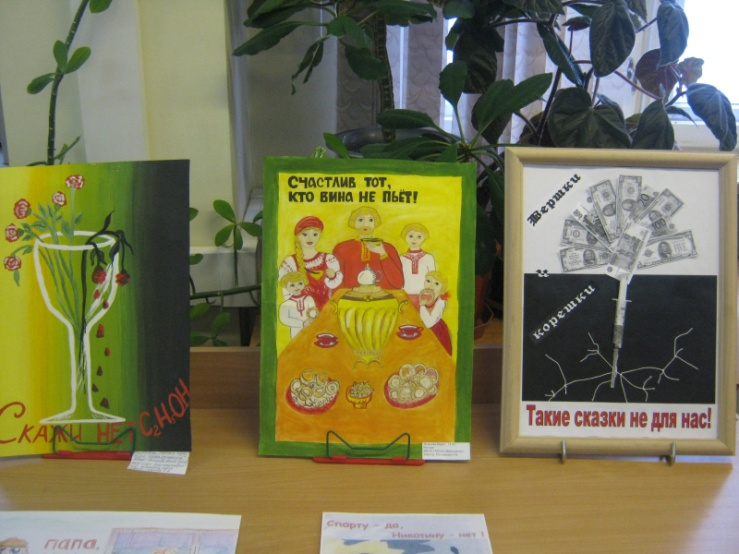 Скажи нет C₂H₅OH
Счастлив тот,
кто вина не пьёт!
Вершки
и
корешки
Такие сказки не для нас!
папа,
Спорту – да,
Никотину – нет!